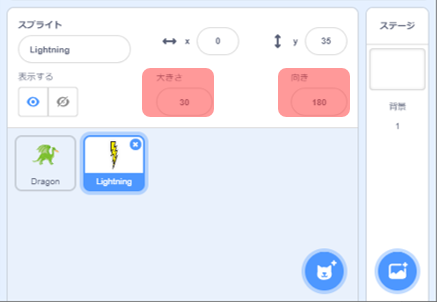 スプライト
Lightning
x 0
y 35
表示する
大きさ 30
向き 180
Dragon
Lightning
ステージ
背景
1